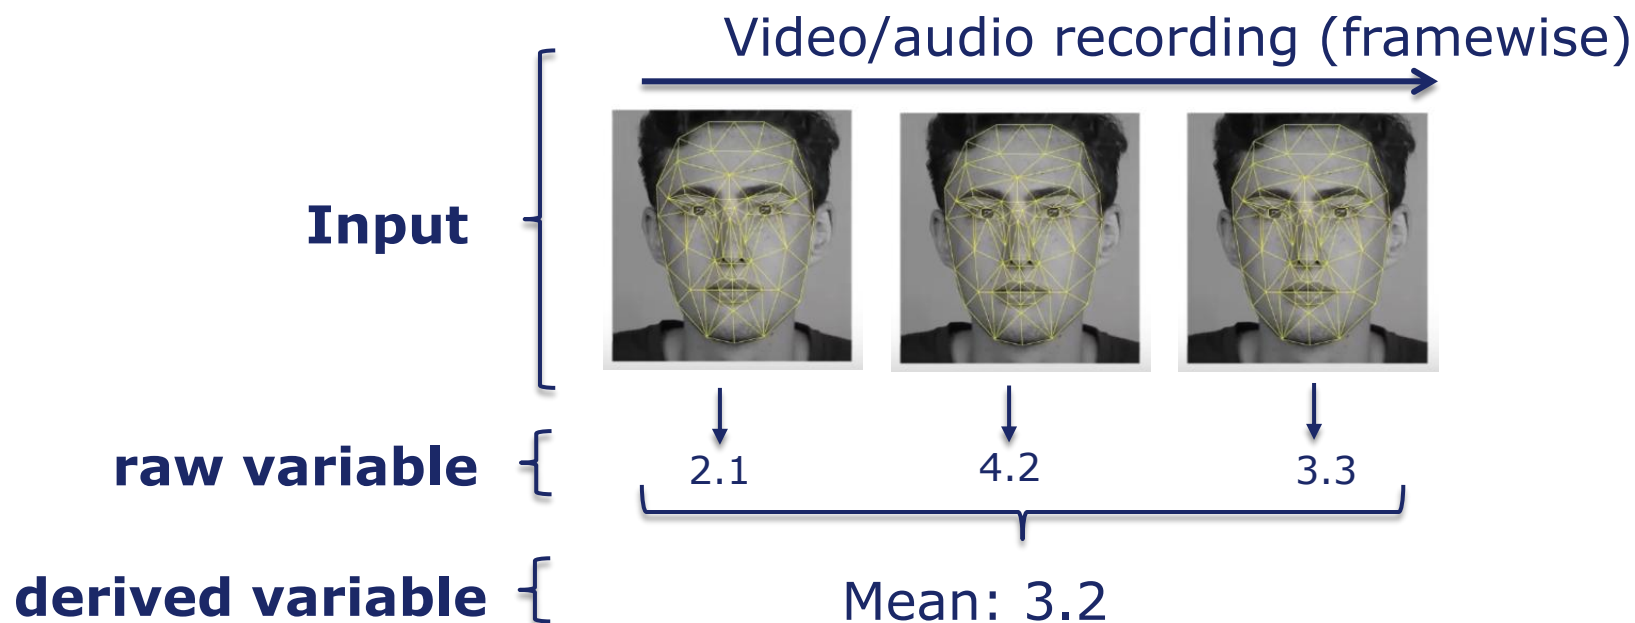 Video/audio recording (framewise)
Input
raw variable
2.1
4.2
3.3
derived variable
Mean: 3.2